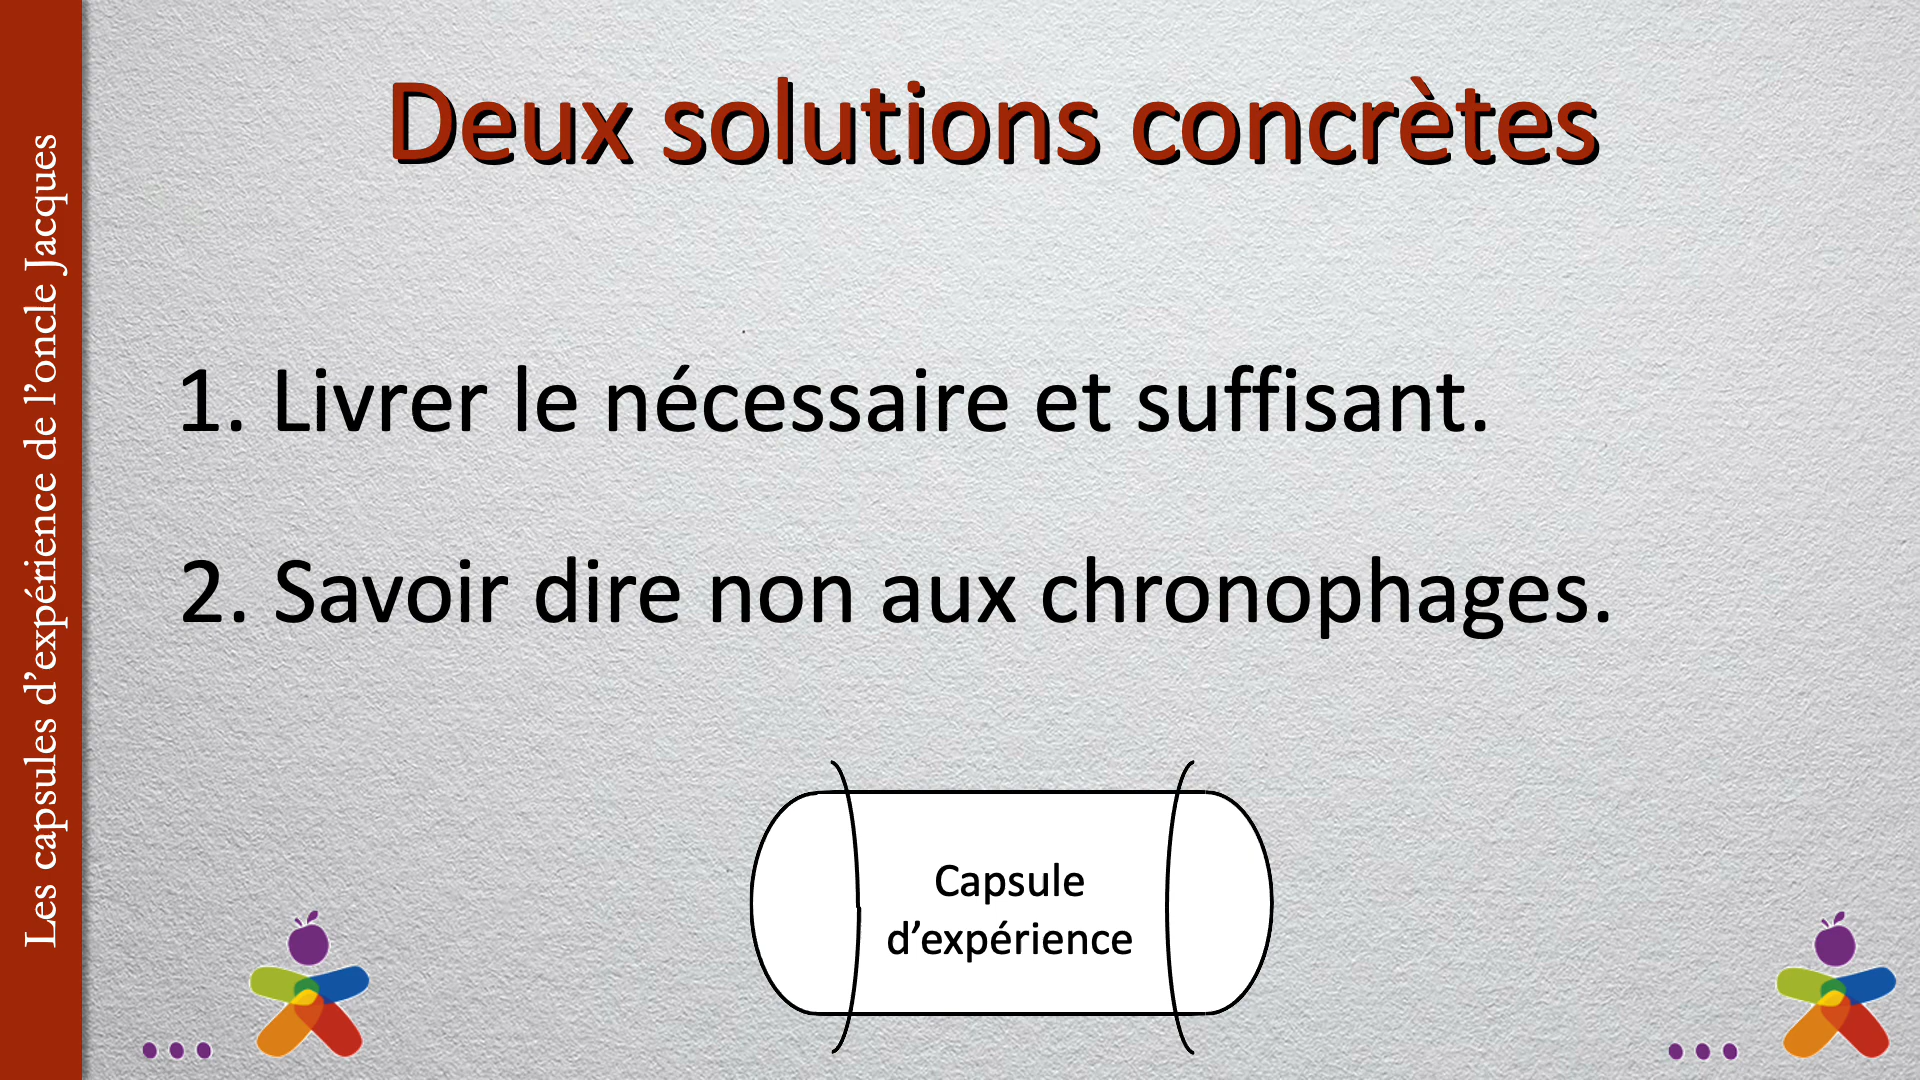 Les capsules d’expérience de l’oncle Jacques
Deux solutions concrètes
1. Livrer le nécessaire et suffisant.
2. Savoir dire non aux chronophages.
Capsule
d’expérience